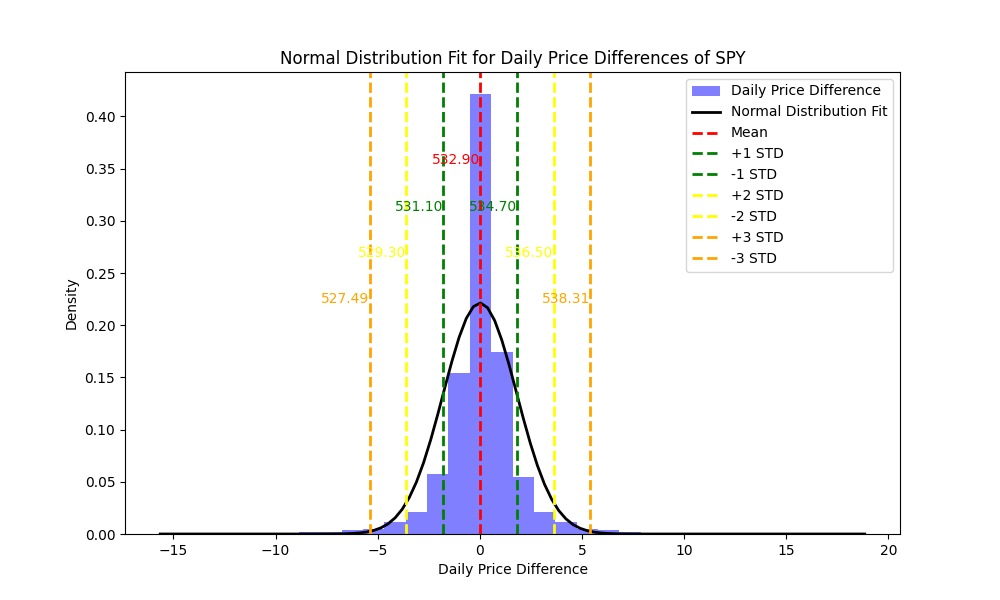 Normal Distribution Fit for Daily Price Differences of SPY
Daily Price Difference
Normal Distribution Fit
Mean
+1 STD
-1 STD
+2 STD
-2 STD
+3 STD
-3 STD
532.90
531.10
534.70
529.30
536.50
527.49
538.31
Density
0.40
0.35
0.30
0.25
0.20
0.15
0.10
0.05
0.00
−15
−10
−5
0
5
10
15
20
Daily Price Difference